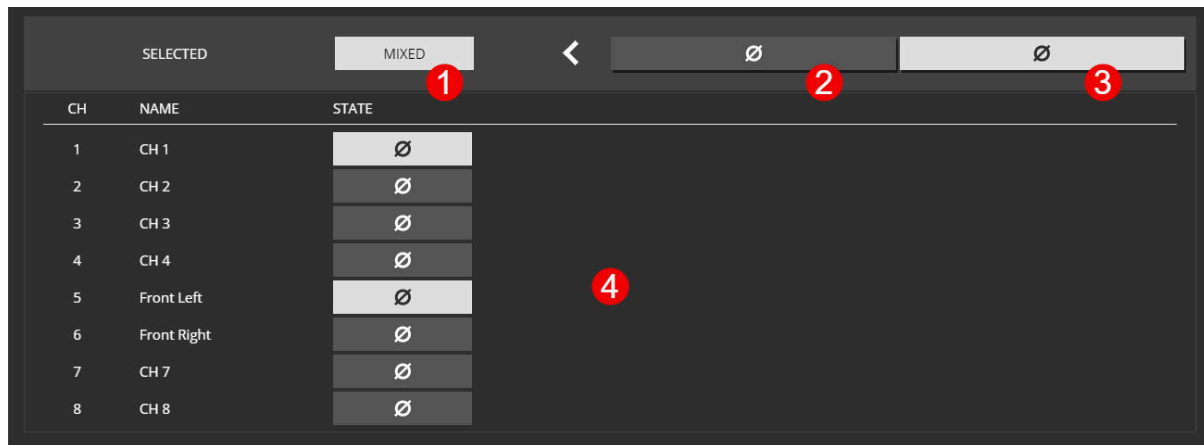 SELECTED MIXED Ø Ø
1 2 3
CH NAME STATE
1 CH 1 Ø
2 CH 2 Ø
3 CH 3 Ø
4 CH 4 Ø
5 Front Left Ø
4
6 Front Right Ø
7 CH 7 Ø
8 CH 8 Ø